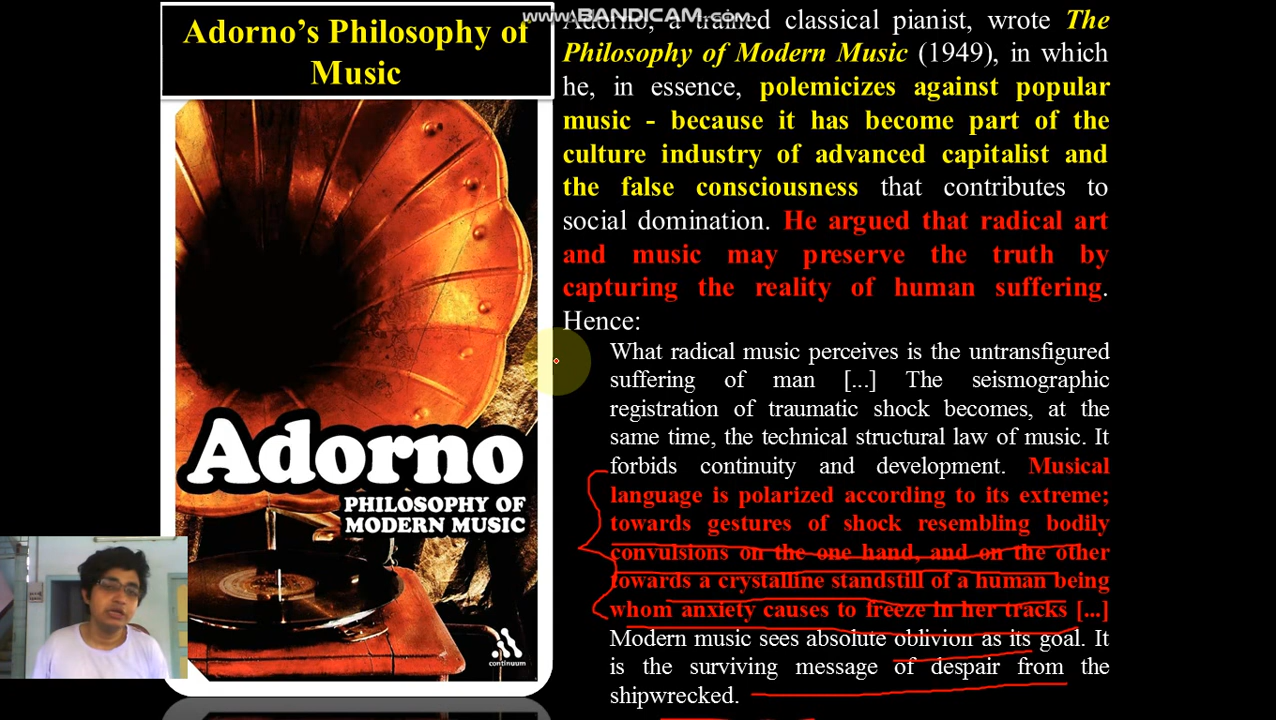 www.BANDICAM.com
Adorno's Philosophy of
Music
Adorno
PHILOSOPHY OF
MODERN MUSIC
continuum
Adorno, a trained classical pianist, wrote The
Philosophy of Modern Music (1949), in which
he, in essence, polemicizes against popular
music - because it has become part of the
culture industry of advanced capitalist and
the false consciousness that contributes to
social domination. He argued that radical art
and music may preserve the truth by
capturing the reality of human suffering.
Hence:
What radical music perceives is the untransfigured
suffering of man [...] The seismographic
registration of traumatic shock becomes, at the
same time, the technical structural law of music. It
forbids continuity and development. Musical
language is polarized according to its extreme;
towards gestures of shock resembling bodily
convulsions on the one hand, and on the other
towards a crystalline standstill of a human being
whom anxiety causes to freeze in her tracks [...]
Modern music sees absolute oblivion as its goal. It
is the surviving message of despair from the
shipwrecked.